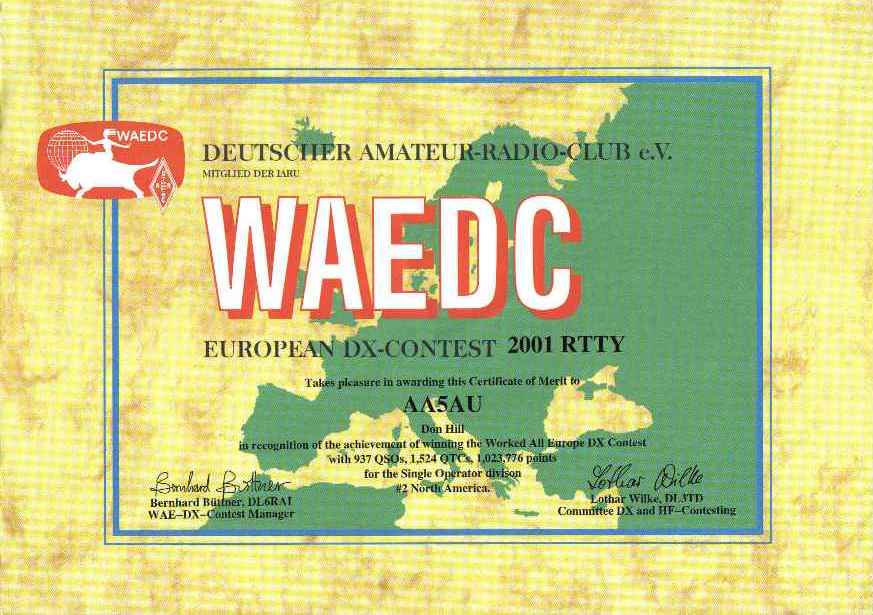 WAEDC
DEUTSCHER AMATEUR-RADIO-CLUB e.V.
MITGLIED DER IARU
WAEDC
EUROPEAN DX-CONTEST 2001 RTTY
Takes pleasure in awarding this Certificate of Merit to
AA5AU
Don Hill
in recognition of the achievement of winning the Worked All Europe DX Contest
with 937 QSOs, 1,524 QTCs, 1,023,776 points
for the Single Operator divison
#2 North America.
Bernhard Büttner
Bernhard Büttner, DL6RAI
WAE-DX-Contest Manager
Lothar Wilke
Lothar Wilke, DL3TD
Committee DX and HF-Contesting